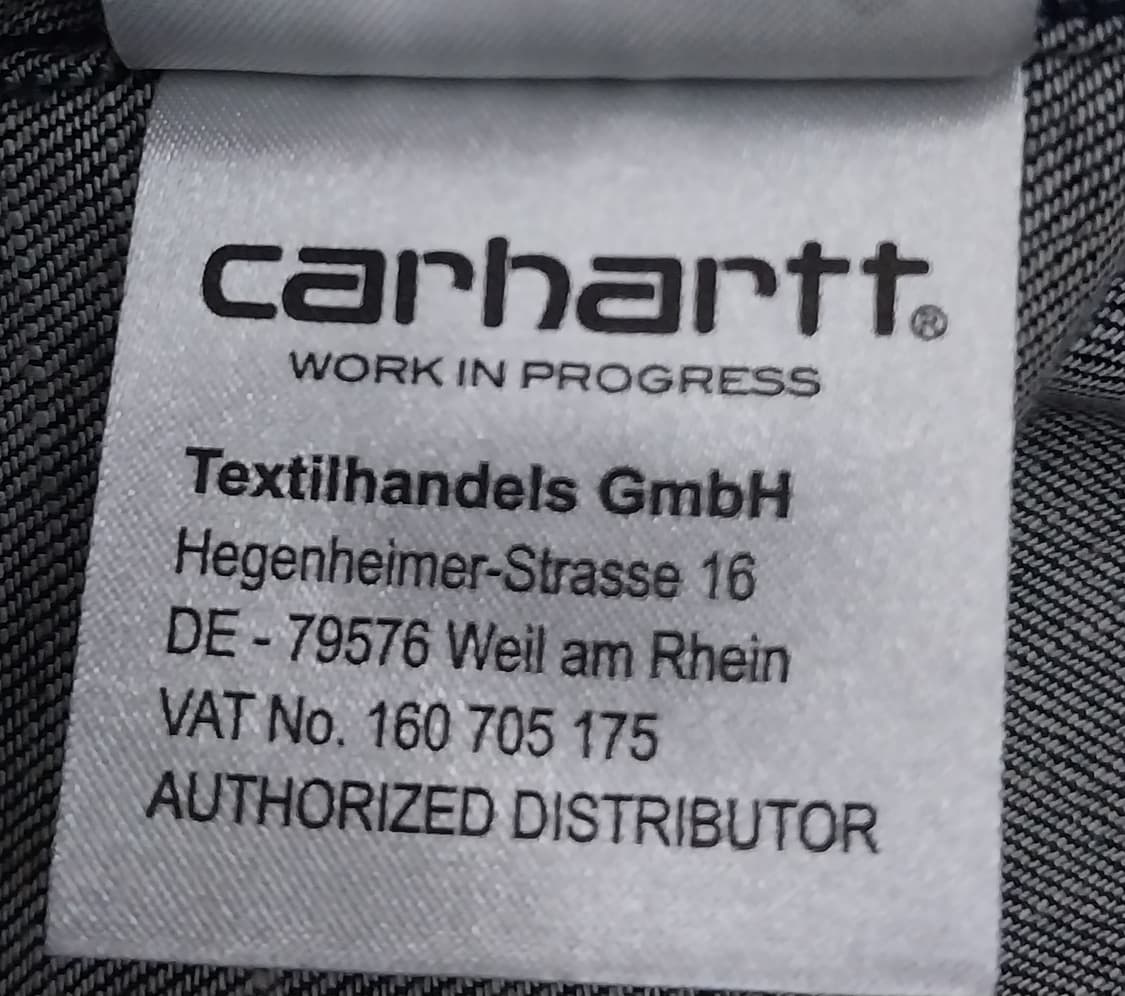 carhartt®
WORK IN PROGRESS
Textilhandels GmbH
Hegenheimer-Strasse 16
DE - 79576 Weil am Rhein
VAT No. 160 705 175
AUTHORIZED DISTRIBUTOR